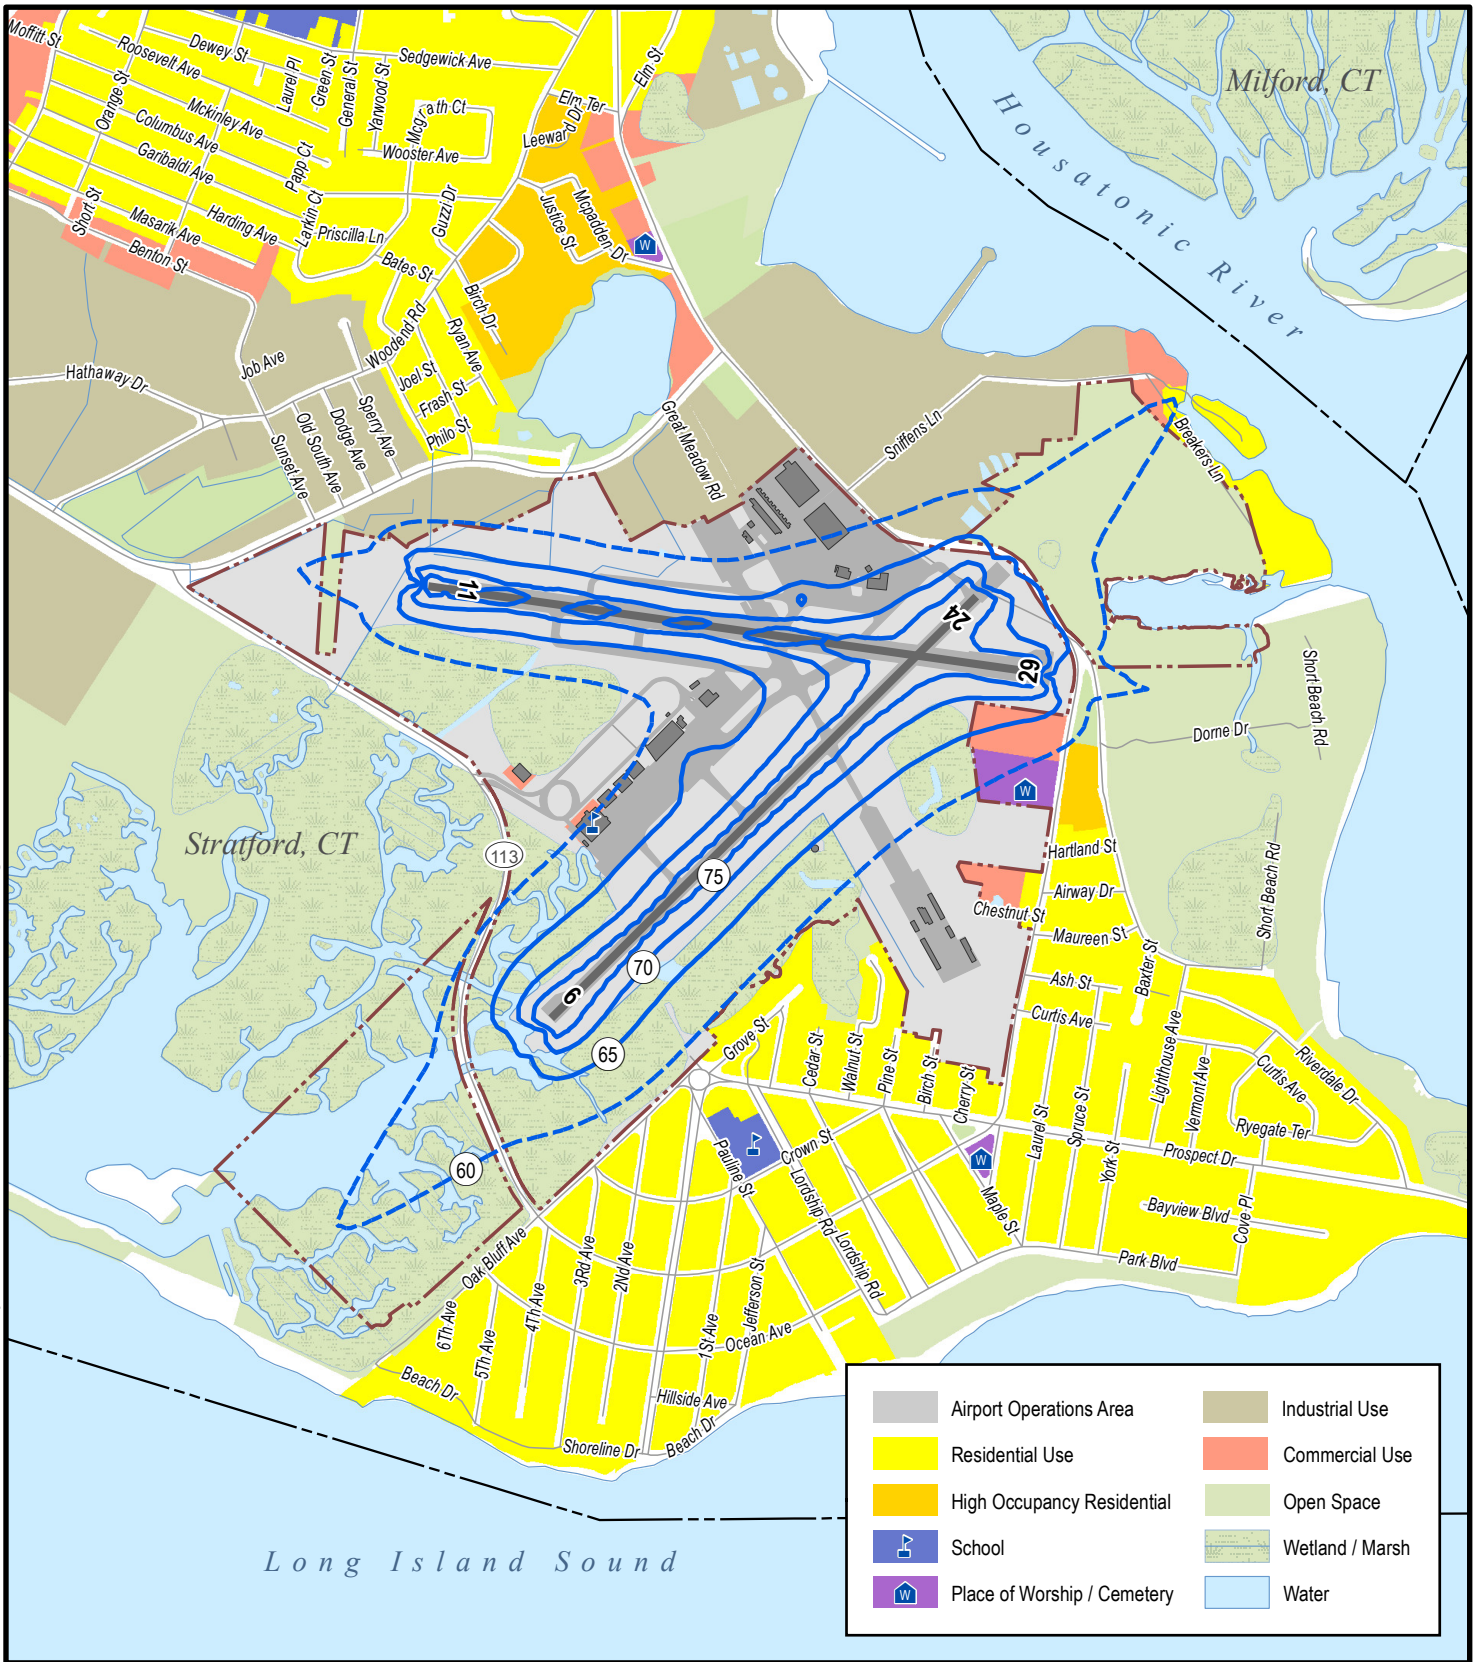 Moffitt St
Roosevelt Ave
Dewey St
Laurel Pl
Green St
General St
Yarwood St
Sedgewick Ave
Elm St
Milford, CT
Orange St
Mckinley Ave
Columbus Ave
Garibaldi Ave
Papp Ct
Mcgrath Ct
Wooster Ave
Elm Ter
Leeward Dr
Housatonic River
Short St
Masarik Ave
Harding Ave
Larkin Ct
Priscilla Ln
Guzzi Dr
Justice St
Mcpadden Dr
W
Benton St
Bates St
Birch Dr
Ryan Ave
Woodend Rd
Hathaway Dr
Job Ave
Joel St
Frash St
Philo St
Sperry Ave
Dodge Ave
Old South Ave
Sunset Ave
Great Meadow Rd
Sniffens Ln
Breakers Ln
11
24
29
6
Short Beach Rd
Dorne Dr
W
Stratford, CT
113
75
70
65
60
Hartland St
Airway Dr
Chestnut St
Maureen St
Short Beach Rd
Ash St
Baxter St
Curtis Ave
Grove St
Cedar St
Walnut St
Pine St
Birch St
Cherry St
Laurel St
Spruce St
York St
Lighthouse Ave
Vermont Ave
Curtis Ave
Riverdale Dr
Ryegate Ter
Prospect Dr
Pauline St
Crown St
Lordship Rd
Lordship Rd
W
Maple St
Bayview Blvd
Cove Pl
Park Blvd
Oak Bluff Ave
6Th Ave
5Th Ave
4Th Ave
3Rd Ave
2Nd Ave
1St Ave
Jefferson St
Ocean Ave
Beach Dr
Hillside Ave
Shoreline Dr
Beach Dr
Long Island Sound
Airport Operations Area
Residential Use
High Occupancy Residential
School
W
Place of Worship / Cemetery
Industrial Use
Commercial Use
Open Space
Wetland / Marsh
Water